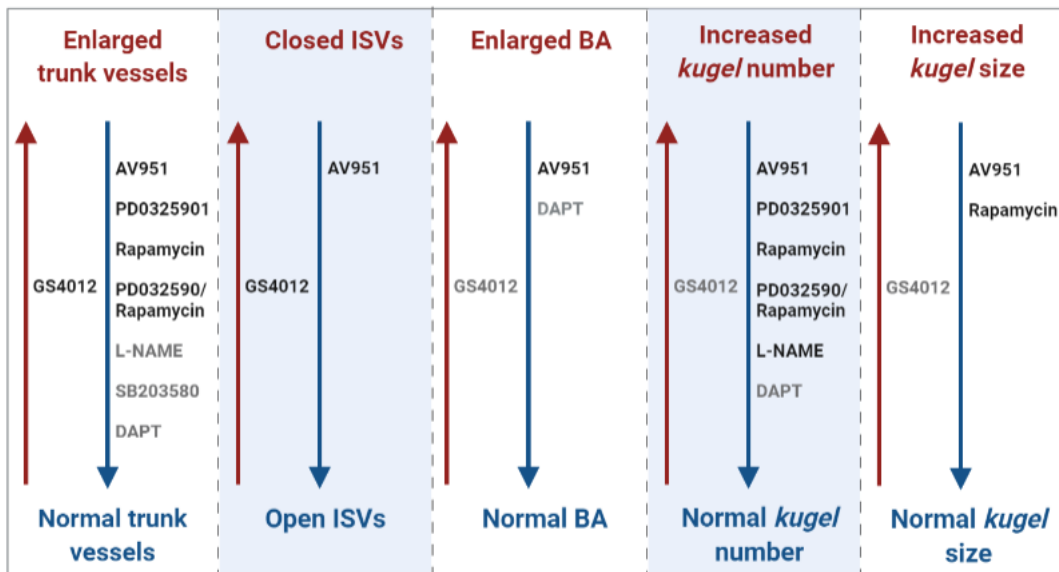 Enlarged
trunk vessels
GS4012
AV951
PD0325901
Rapamycin
PD032590/
Rapamycin
L-NAME
SB203580
DAPT
Normal trunk
vessels
Closed ISVs
GS4012
AV951
Open ISVs
Enlarged BA
GS4012
AV951
DAPT
Normal BA
Increased
kugel number
GS4012
AV951
PD0325901
Rapamycin
PD032590/
Rapamycin
L-NAME
DAPT
Normal kugel
number
Increased
kugel size
GS4012
AV951
Rapamycin
Normal kugel
size